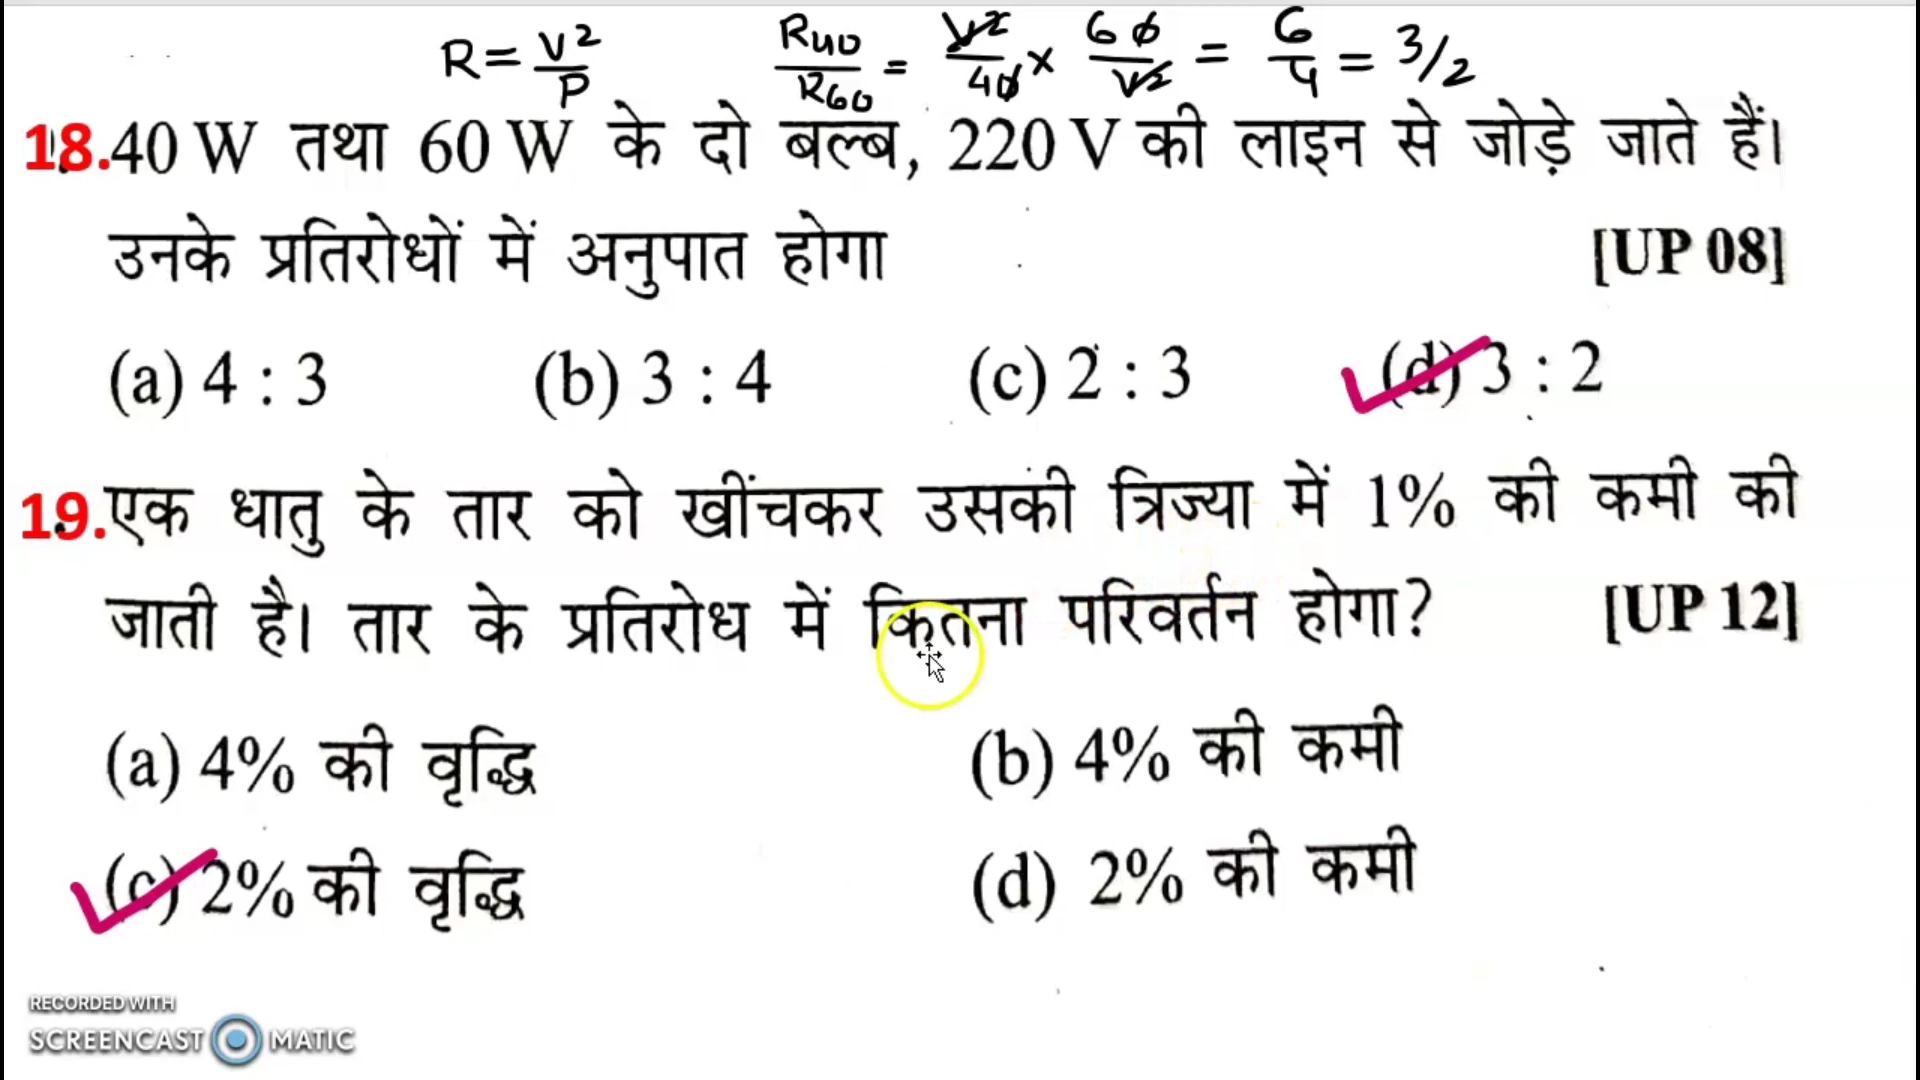 R = V²/P R40/R60 = V²/40 × 60/V² = 6/4 = 3/2
18. 40 W तथा 60 W के दो बल्ब, 220 V की लाइन से जोड़े जाते हैं।
उनके प्रतिरोधों में अनुपात होगा [UP 08]
(a) 4 : 3 (b) 3 : 4 (c) 2 : 3 (d) 3 : 2
19. एक धातु के तार को खींचकर उसकी त्रिज्या में 1% की कमी की
जाती है। तार के प्रतिरोध में कितना परिवर्तन होगा? [UP 12]
(a) 4% की वृद्धि (b) 4% की कमी
(c) 2% की वृद्धि (d) 2% की कमी
RECORDED WITH
SCREENCAST MATIC